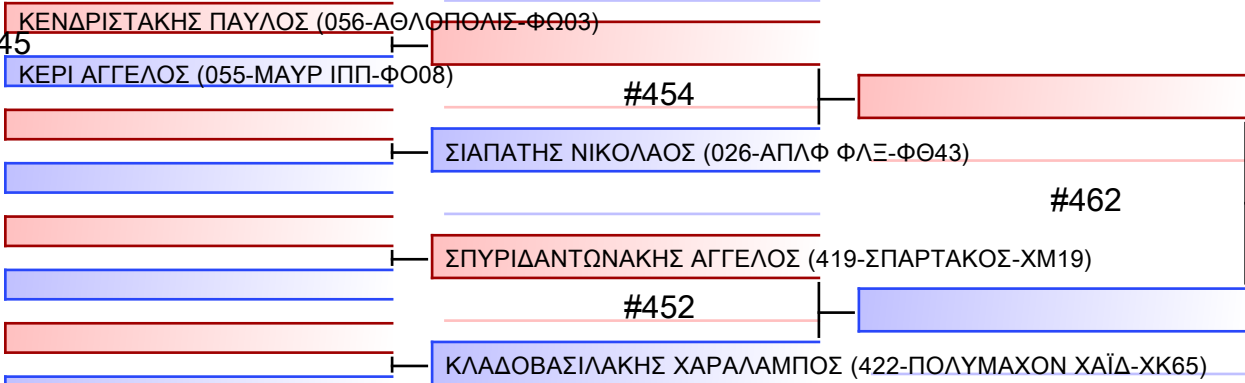 ΚΕΝΔΡΙΣΤΑΚΗΣ ΠΑΥΛΟΣ (056-ΑΘΛΟΠΟΛΙΣ-ΦΩ03)
45
ΚΕΡΙ ΑΓΓΕΛΟΣ (055-ΜΑΥΡ ΙΠΠ-ΦΟ08)
#454
ΣΙΑΠΑΤΗΣ ΝΙΚΟΛΑΟΣ (026-ΑΠΛΦ ΦΛΞ-ΦΘ43)
#462
ΣΠΥΡΙΔΑΝΤΩΝΑΚΗΣ ΑΓΓΕΛΟΣ (419-ΣΠΑΡΤΑΚΟΣ-ΧΜ19)
#452
ΚΛΑΔΟΒΑΣΙΛΑΚΗΣ ΧΑΡΑΛΑΜΠΟΣ (422-ΠΟΛΥΜΑΧΟΝ ΧΑΪΔ-ΧΚ65)